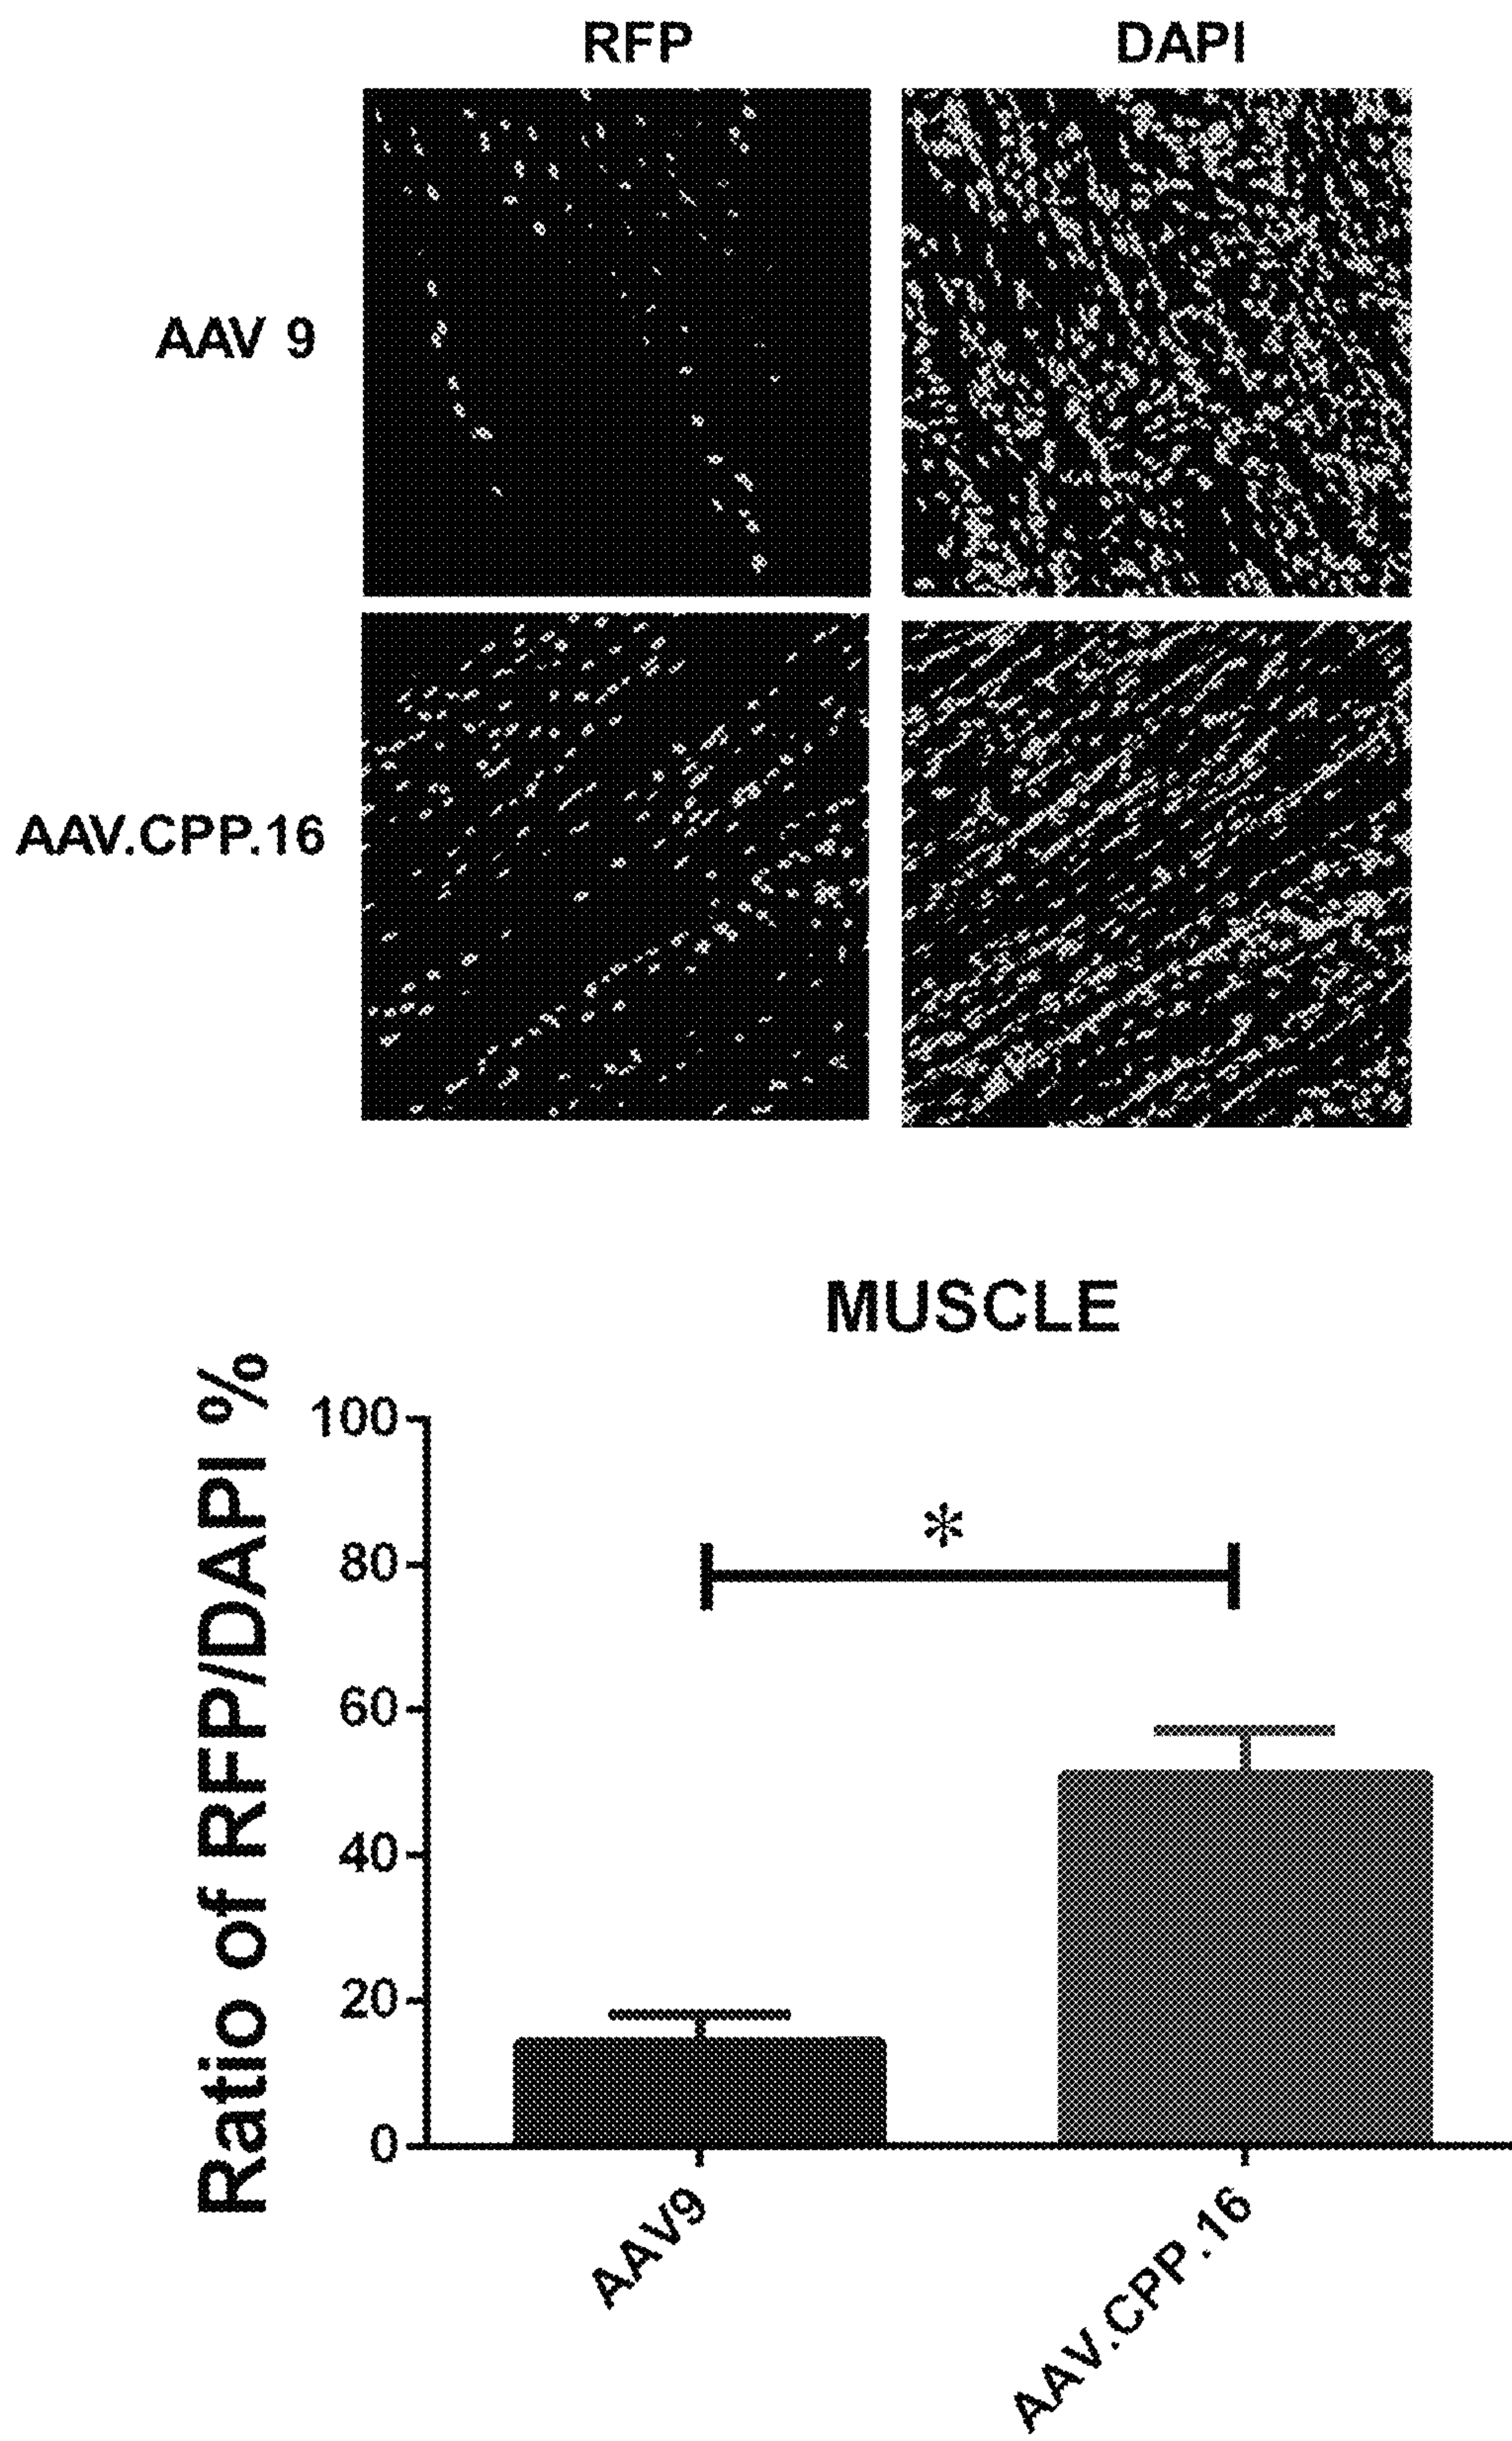 RFP DAPI
AAV 9
AAV.CPP.16
MUSCLE
Ratio of RFP/DAPI %
100
*
80
60
40
20
0
AAV9
AAV.CPP.16